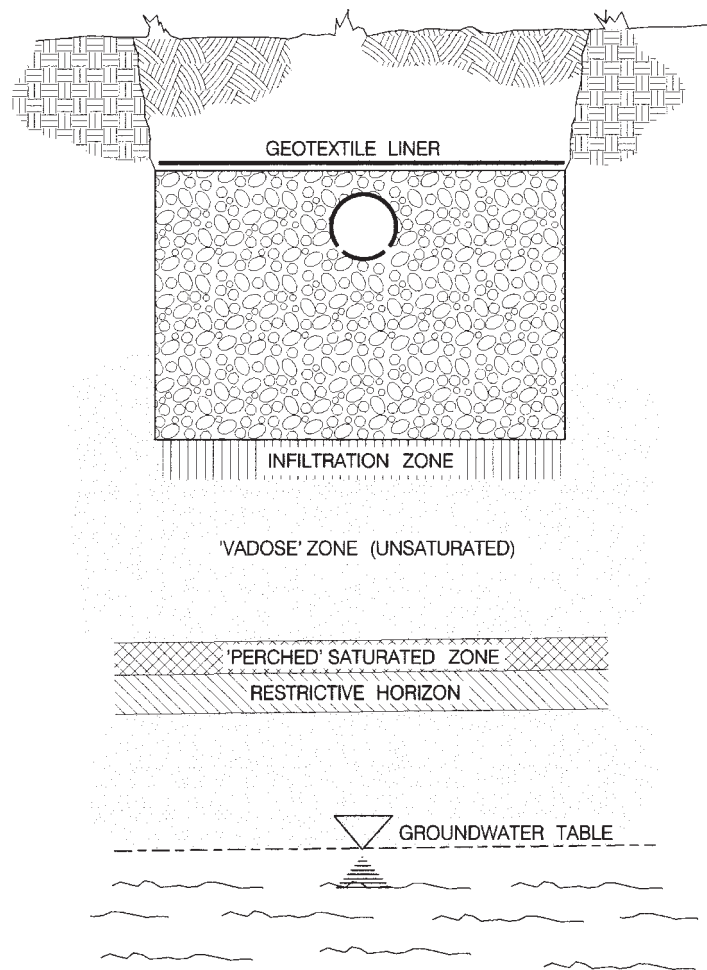 GEOTEXTILE LINER
INFILTRATION ZONE
'VADOSE' ZONE (UNSATURATED)
'PERCHED' SATURATED ZONE
RESTRICTIVE HORIZON
GROUNDWATER TABLE